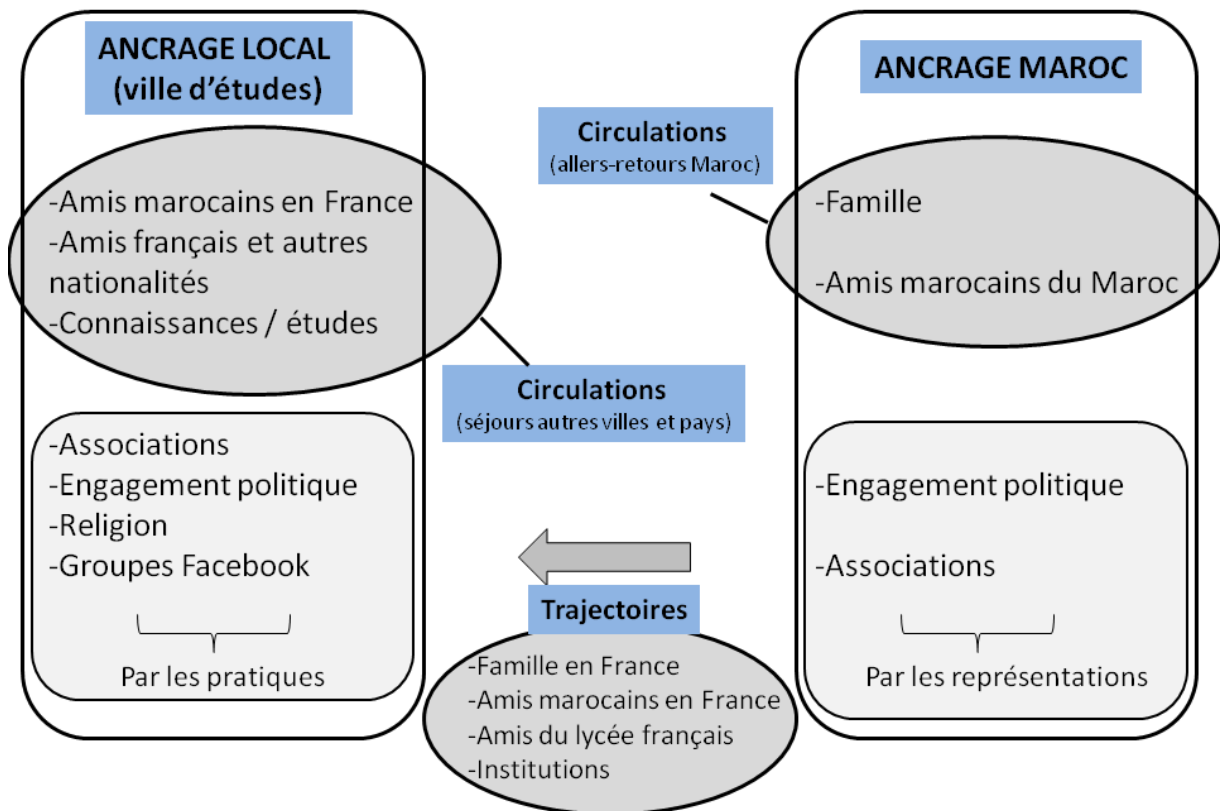 ANCRAGE LOCAL
(ville d’études)
-Amis marocains en France
-Amis français et autres
nationalités
-Connaissances / études
-Associations
-Engagement politique
-Religion
-Groupes Facebook
Par les pratiques
Circulations
(allers-retours Maroc)
Circulations
(séjours autres villes et pays)
Trajectoires
-Famille en France
-Amis marocains en France
-Amis du lycée français
-Institutions
ANCRAGE MAROC
-Famille
-Amis marocains du Maroc
-Engagement politique
-Associations
Par les représentations